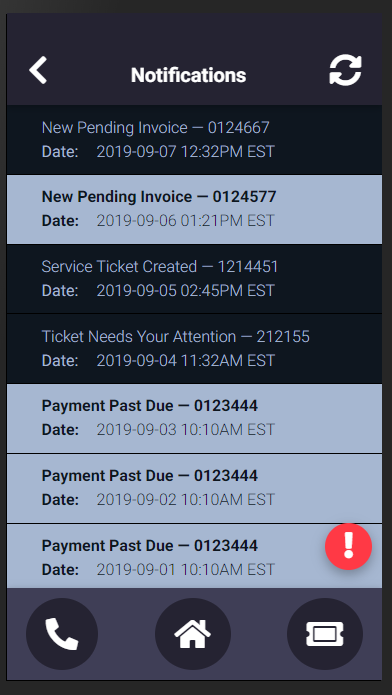 Notifications
New Pending Invoice — 0124667
Date: 2019-09-07 12:32PM EST
New Pending Invoice — 0124577
Date: 2019-09-06 01:21PM EST
Service Ticket Created — 1214451
Date: 2019-09-05 02:45PM EST
Ticket Needs Your Attention — 212155
Date: 2019-09-04 11:32AM EST
Payment Past Due — 0123444
Date: 2019-09-03 10:10AM EST
Payment Past Due — 0123444
Date: 2019-09-02 10:10AM EST
Payment Past Due — 0123444
Date: 2019-09-01 10:10AM EST